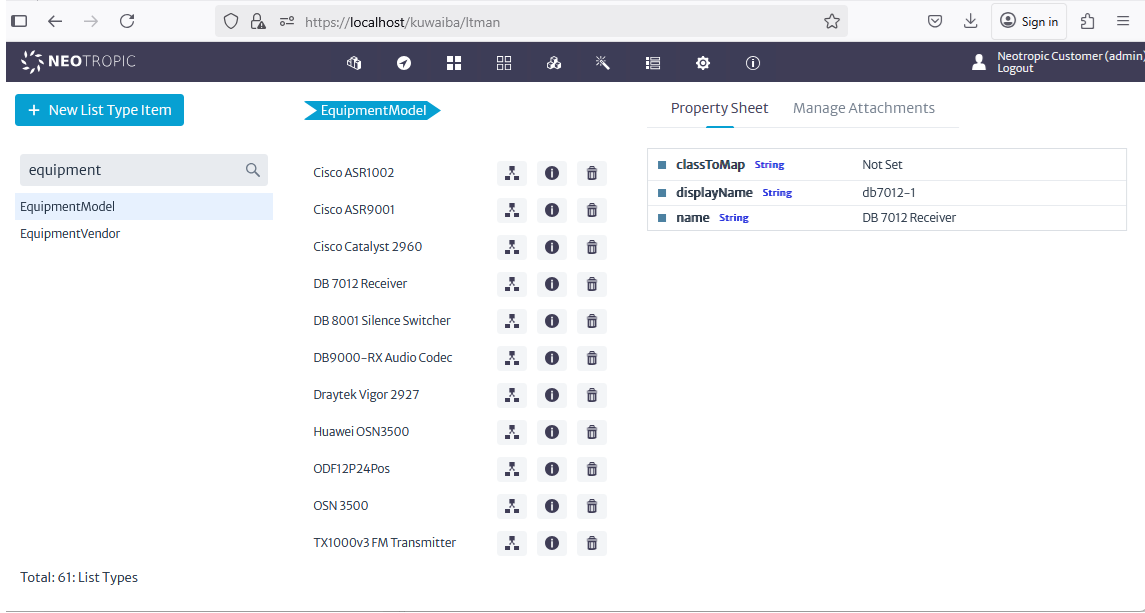 https://localhost/kuwaiba/ltman
Sign in
NEOTROPIC
Neotropic Customer (admin)
Logout
+ New List Type Item
equipment
EquipmentModel
EquipmentVendor
Total: 61: List Types
EquipmentModel
Cisco ASR1002
Cisco ASR9001
Cisco Catalyst 2960
DB 7012 Receiver
DB 8001 Silence Switcher
DB9000-RX Audio Codec
Draytek Vigor 2927
Huawei OSN3500
ODF12P24Pos
OSN 3500
TX1000v3 FM Transmitter
Property Sheet Manage Attachments
classToMap String Not Set
displayName String db7012-1
name String DB 7012 Receiver